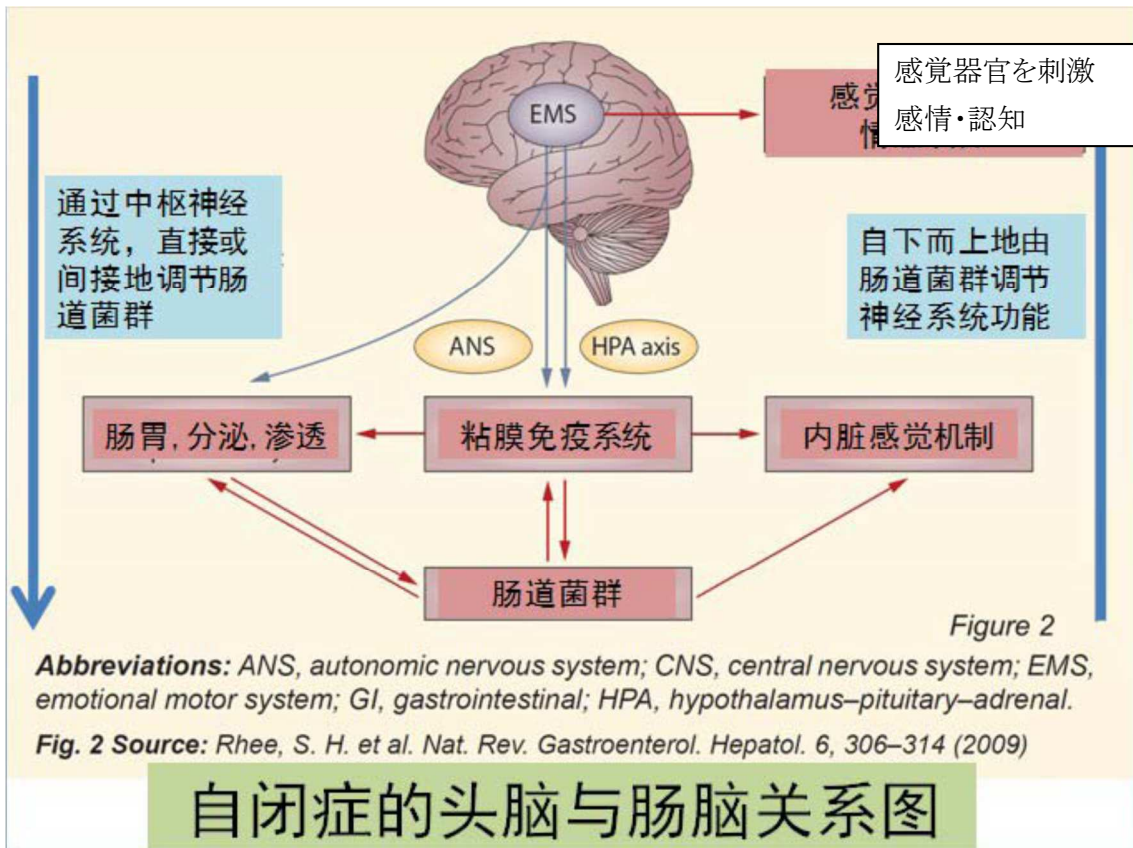 感覚器官を刺激
感情・認知
感觉
情
EMS
通过中枢神经
系统，直接或
间接地调节肠
道菌群
自下而上地由
肠道菌群调节
神经系统功能
ANS
HPA axis
肠胃,分泌,渗透
粘膜免疫系统
内脏感觉机制
肠道菌群
Figure 2
Abbreviations: ANS, autonomic nervous system; CNS, central nervous system; EMS,
emotional motor system; GI, gastrointestinal; HPA, hypothalamus–pituitary–adrenal.
Fig. 2 Source: Rhee, S. H. et al. Nat. Rev. Gastroenterol. Hepatol. 6, 306–314 (2009)
自闭症的头脑与肠脑关系图